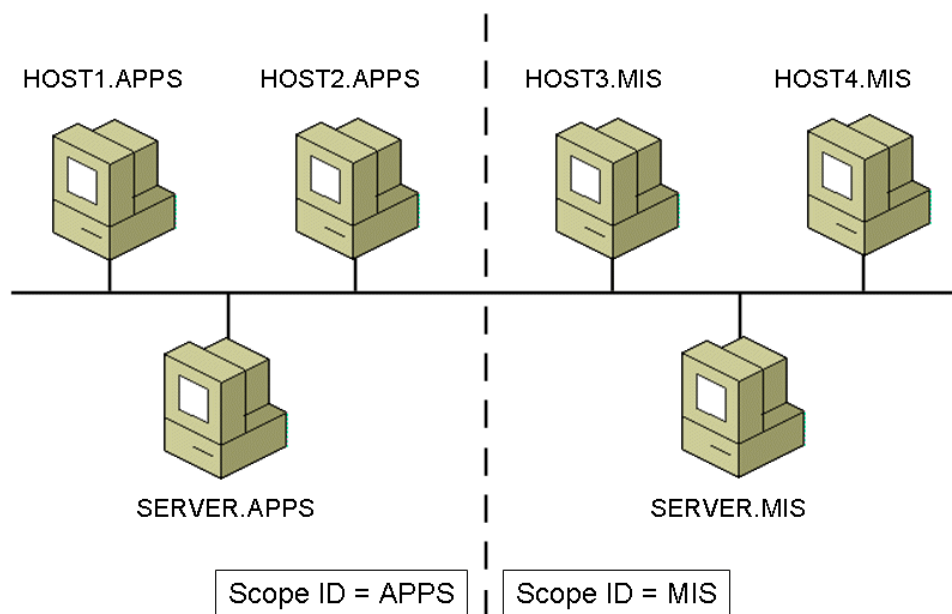 HOST1.APPS
HOST2.APPS
HOST3.MIS
HOST4.MIS
SERVER.APPS
SERVER.MIS
Scope ID = APPS
Scope ID = MIS